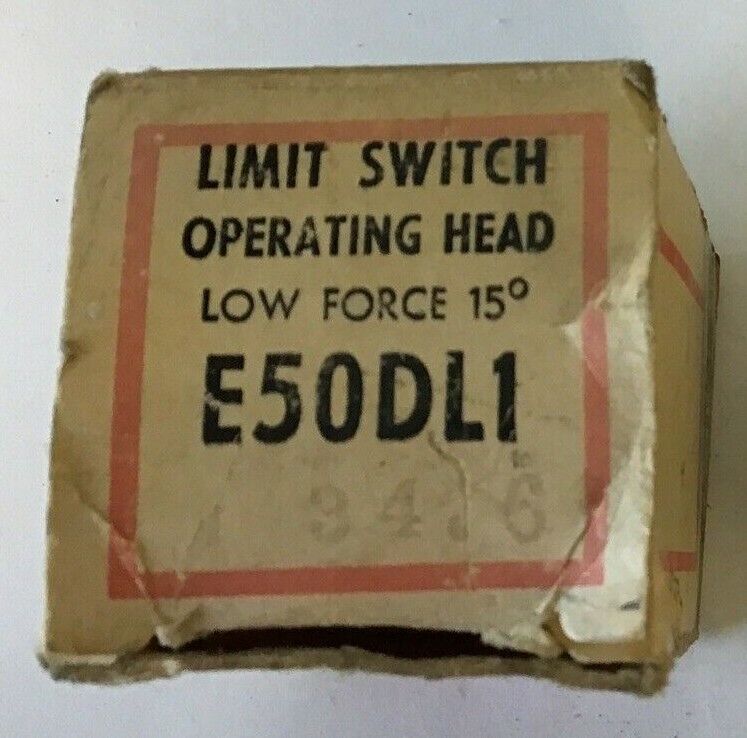 LIMIT SWITCH
OPERATING HEAD
LOW FORCE 15°
E50DL1